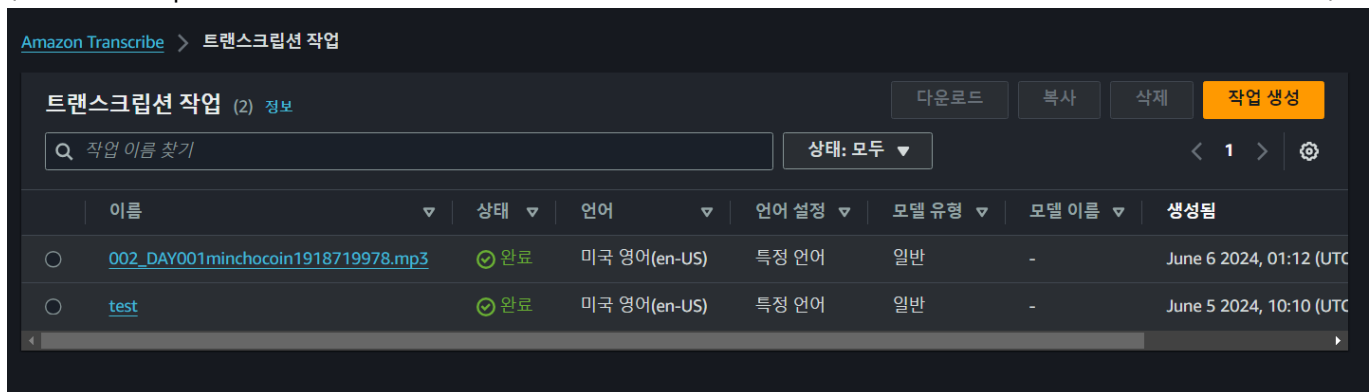 Amazon Transcribe > 트랜스크립션 작업
트랜스크립션 작업 (2) 정보
다운로드 복사 삭제 작업 생성
작업 이름 찾기
상태: 모두
1
이름 상태 언어 언어 설정 모델 유형 모델 이름 생성됨
002_DAY001minchocoin1918719978.mp3 완료 미국 영어(en-US) 특정 언어 일반 - June 6 2024, 01:12 (UTC
test 완료 미국 영어(en-US) 특정 언어 일반 - June 5 2024, 10:10 (UTC